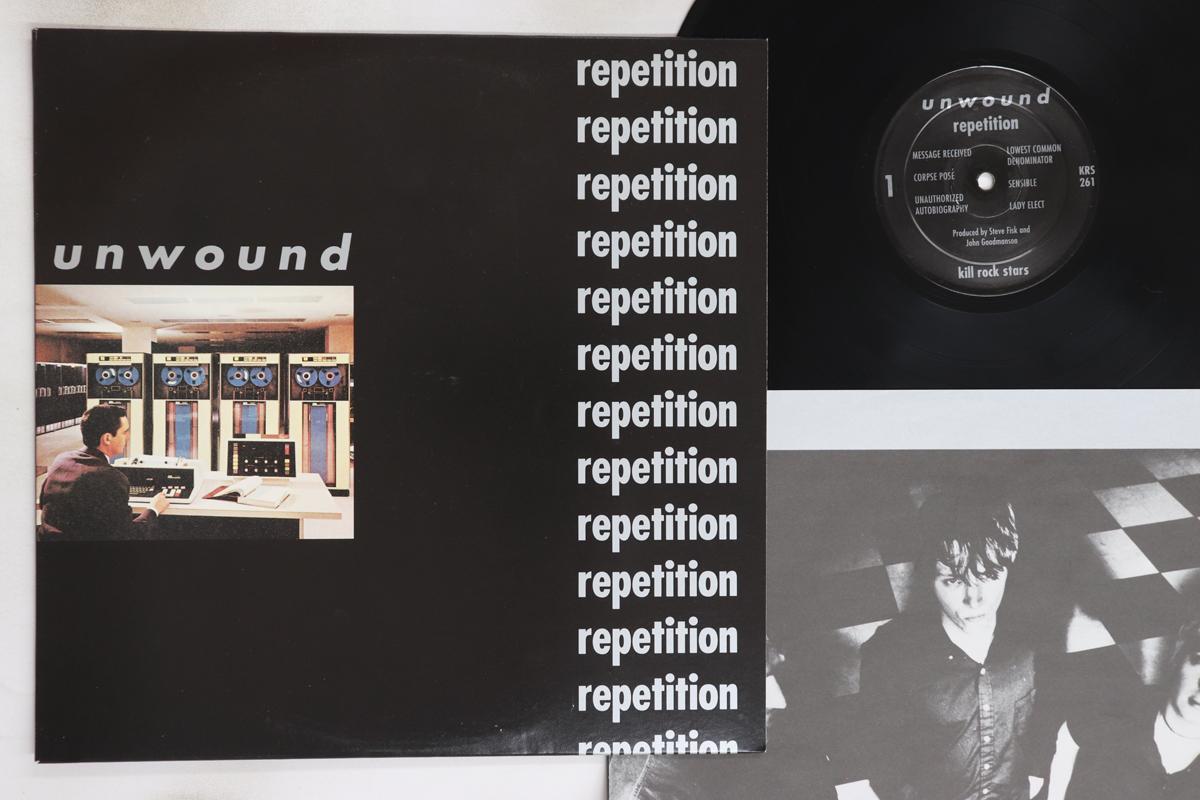 unwound
repetition
repetition
repetition
repetition
repetition
repetition
repetition
repetition
repetition
repetition
repetition
repetition
repetition
unwound
repetition
1
MESSAGE RECEIVED
CORPSE POSE
UNAUTHORIZED
AUTOBIOGRAPHY
LOWEST COMMON
DENOMINATOR
SENSIBLE
LADY ELECT
KRS
261
Produced by Steve Fisk and
John Goodmanson
kill rock stars